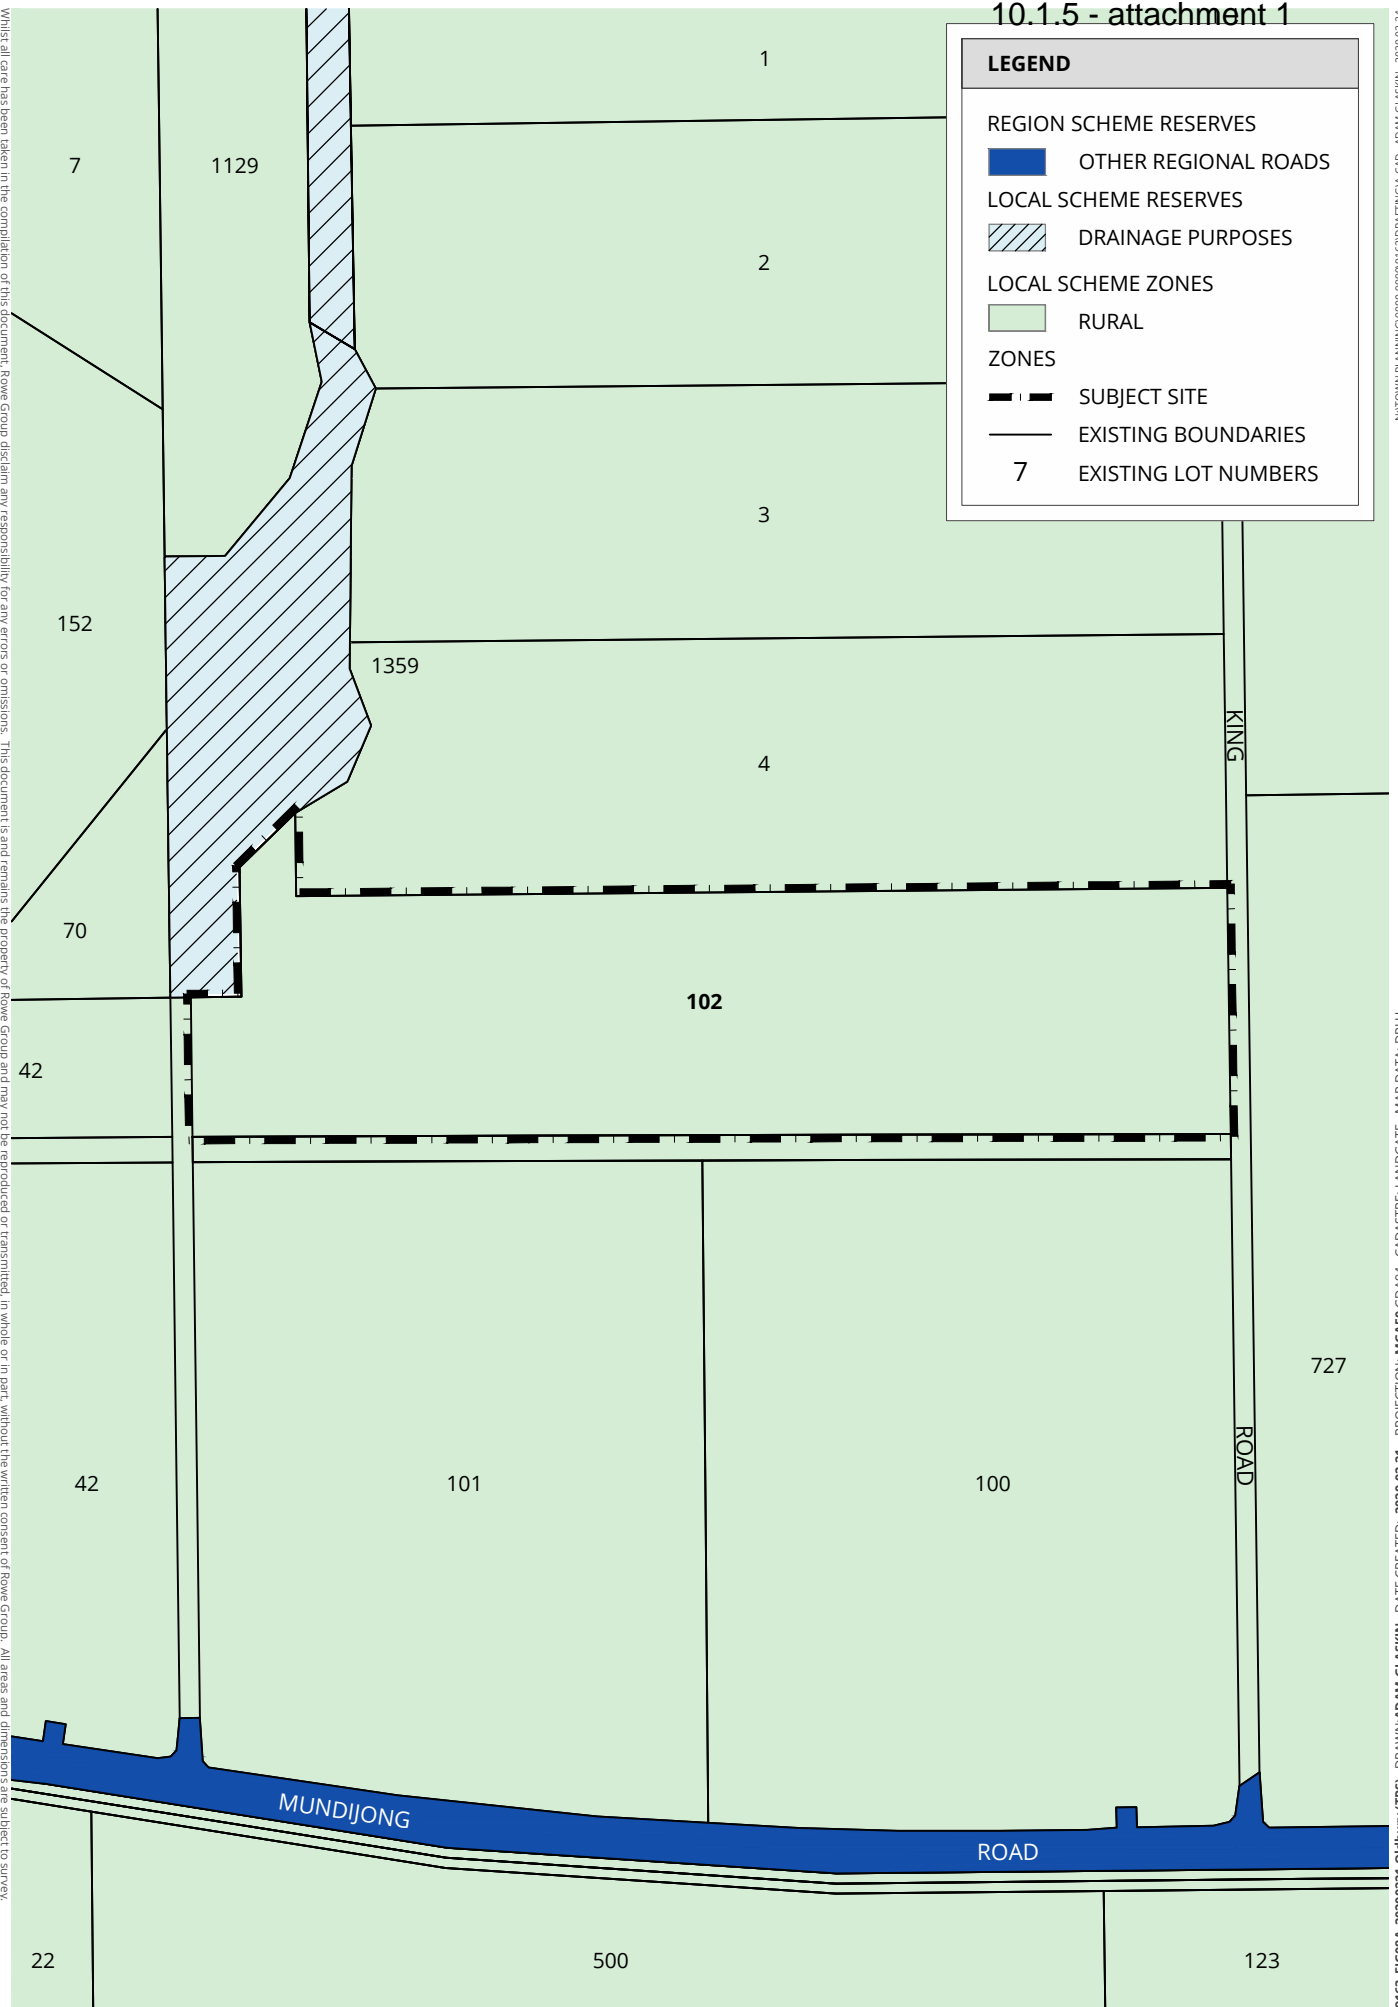 10.1.5 - attachment 1
LEGEND
REGION SCHEME RESERVES
OTHER REGIONAL ROADS
LOCAL SCHEME RESERVES
DRAINAGE PURPOSES
LOCAL SCHEME ZONES
RURAL
ZONES
SUBJECT SITE
EXISTING BOUNDARIES
7 EXISTING LOT NUMBERS
1
7
1129
2
3
152
1359
4
KING
70
102
42
727
ROAD
42
101
100
MUNDIJONG
ROAD
22
500
123
Whilst all care has been taken in the compilation of this document, Rowe Group disclaim any responsibility for any errors or omissions. This document is and remains the property of Rowe Group and may not be reproduced or transmitted, in whole or in part, without the written consent of Rowe Group. All areas and dimensions are subject to survey.